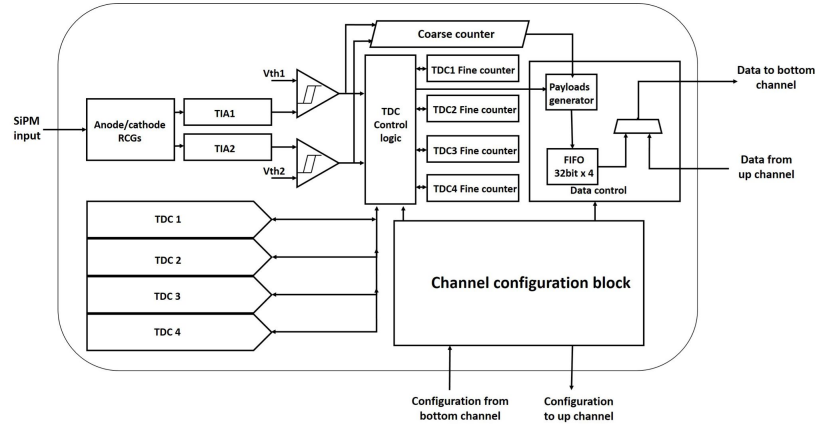 Coarse counter
Vth1
TDC1 Fine counter
Data to bottom
channel
SiPM
input
Anode/cathode
RCGs
TIA1
TIA2
TDC
Control
logic
TDC2 Fine counter
Payloads
generator
Vth2
TDC3 Fine counter
FIFO
32bit x 4
Data from
up channel
TDC4 Fine counter
Data control
TDC 1
TDC 2
TDC 3
TDC 4
Channel configuration block
Configuration from
bottom channel
Configuration
to up channel